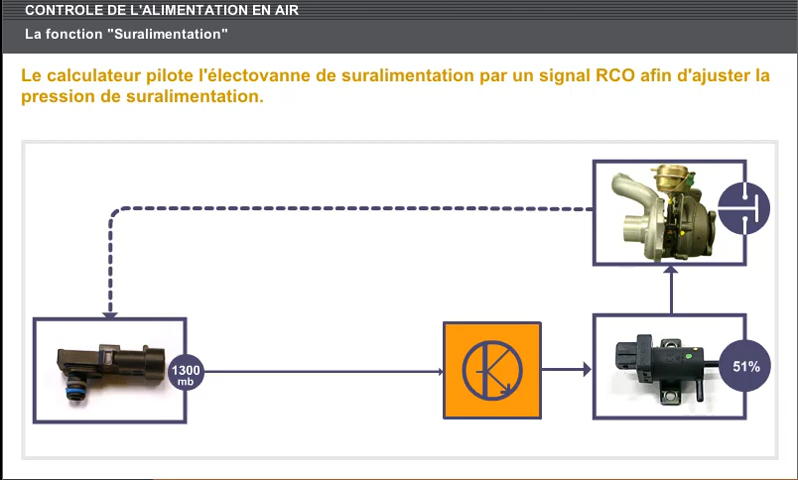 CONTROLE DE L'ALIMENTATION EN AIR
La fonction "Suralimentation"
Le calculateur pilote l'électovanne de suralimentation par un signal RCO afin d'ajuster la
pression de suralimentation.
1300
mb
51%